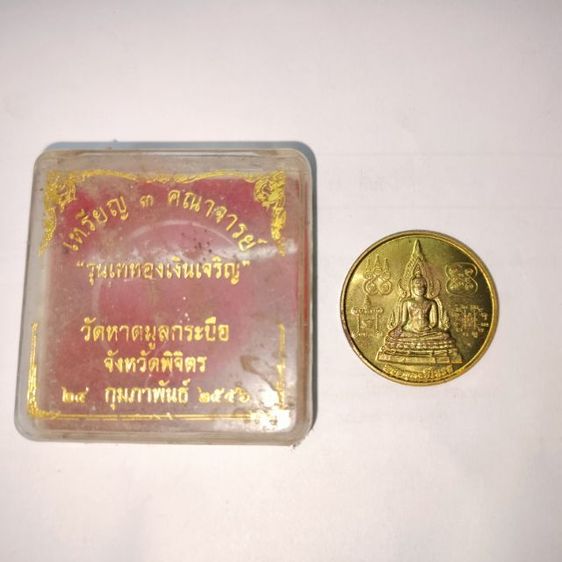 เหรียญ ๓ คณาจารย์
"รุ่นเททองเงินเจริญ"
วัดหาดมูลกระบือ
จังหวัดพิจิตร
๒๔ กุมภาพันธ์ ๒๕๔๖